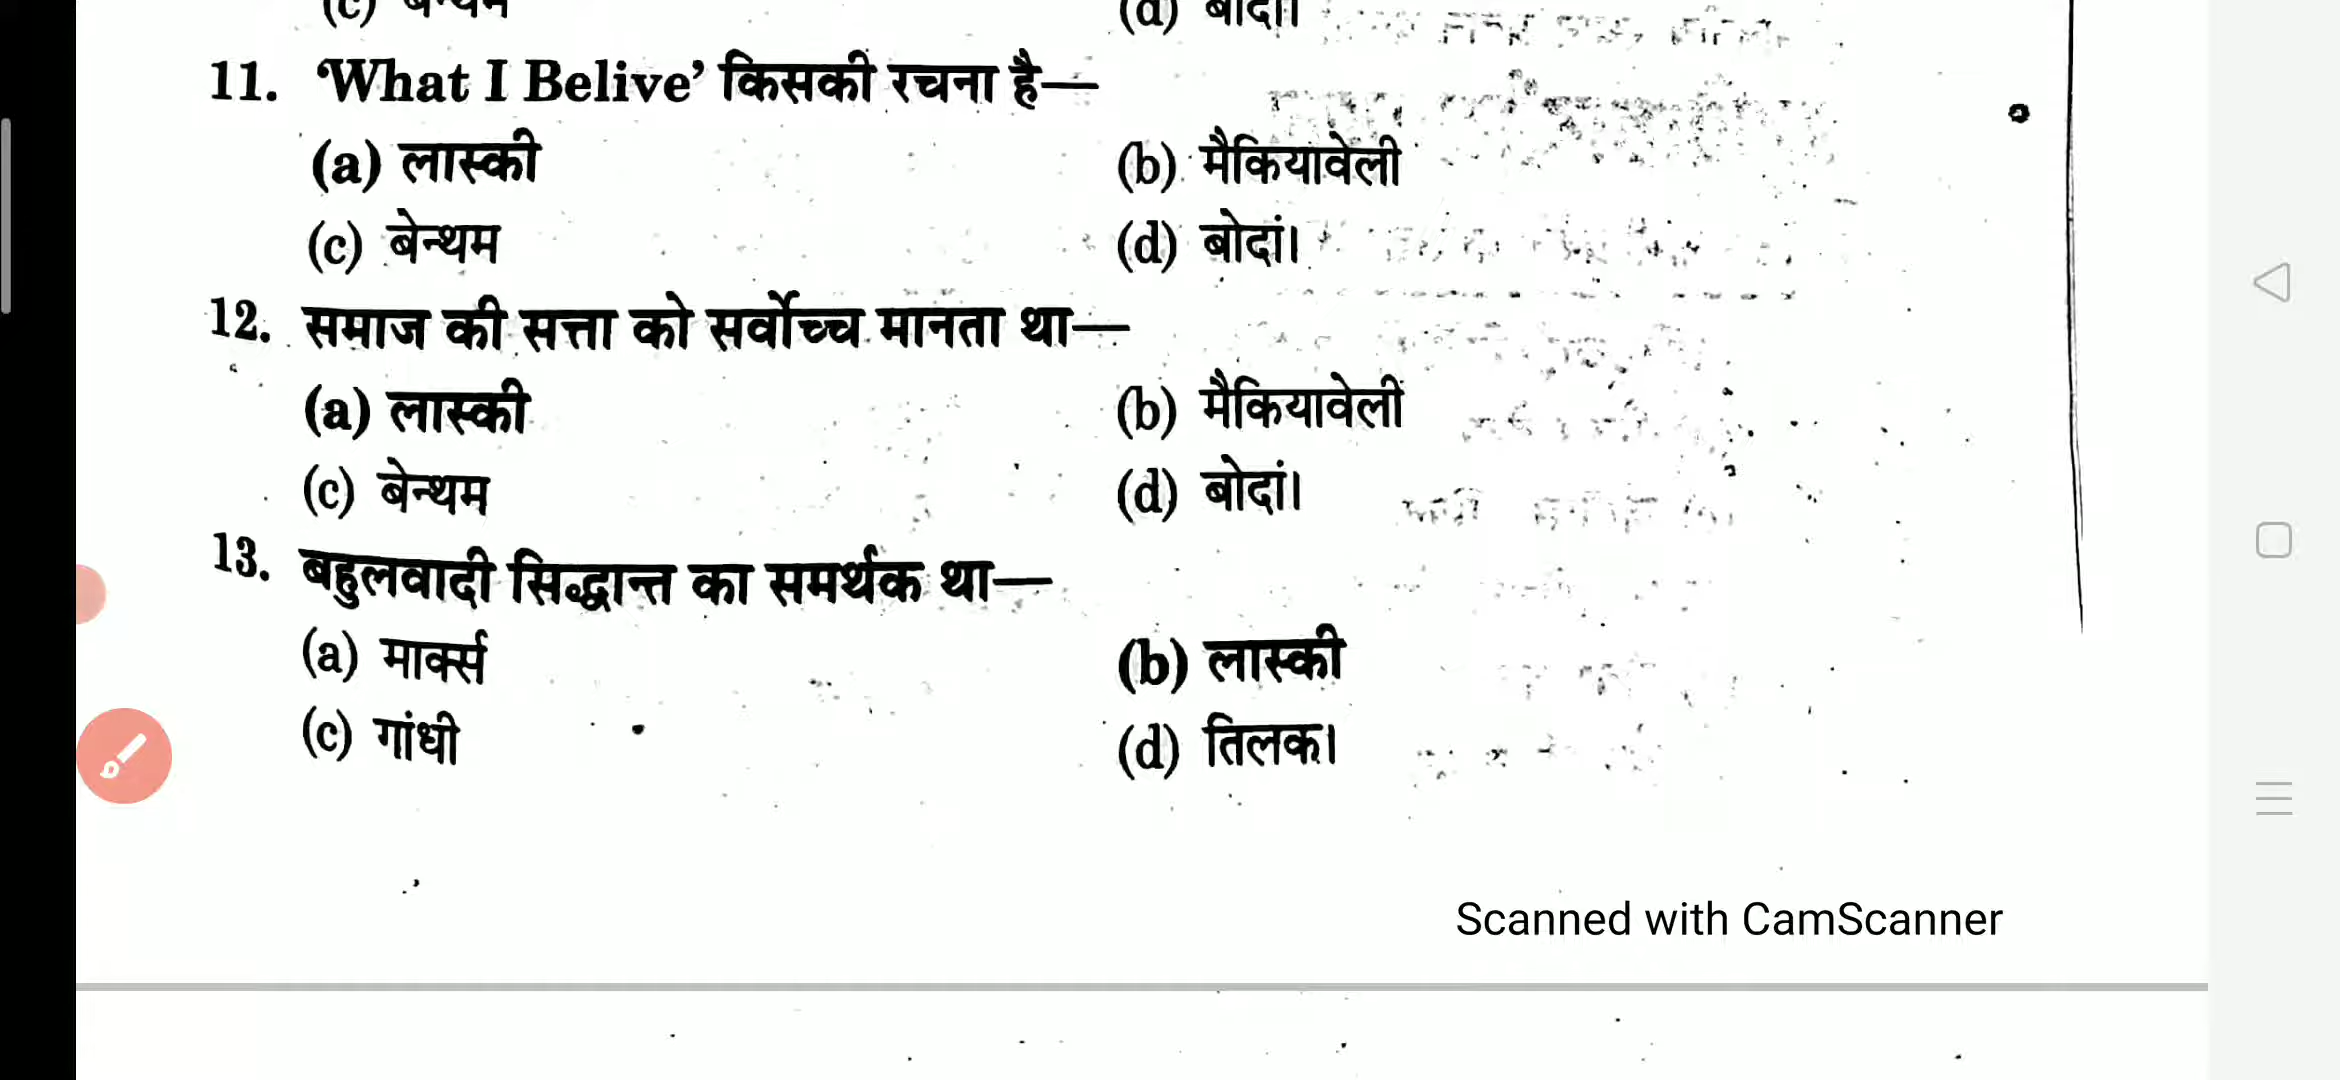 11. ‘What I Belive’ किसकी रचना है—
(a) लास्की (b) मैकियावेली
(c) बेन्थम (d) बोदां।
12. समाज की सत्ता को सर्वोच्च मानता था—
(a) लास्की (b) मैकियावेली
(c) बेन्थम (d) बोदां।
13. बहुलवादी सिद्धान्त का समर्थक था—
(a) मार्क्स (b) लास्की
(c) गांधी (d) तिलक।
Scanned with CamScanner